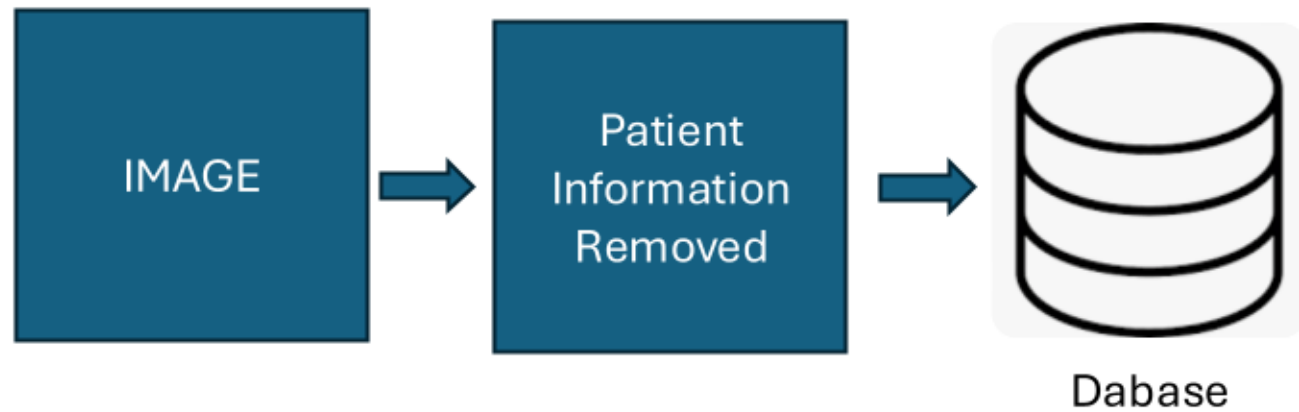 IMAGE
Patient
Information
Removed
Dabase